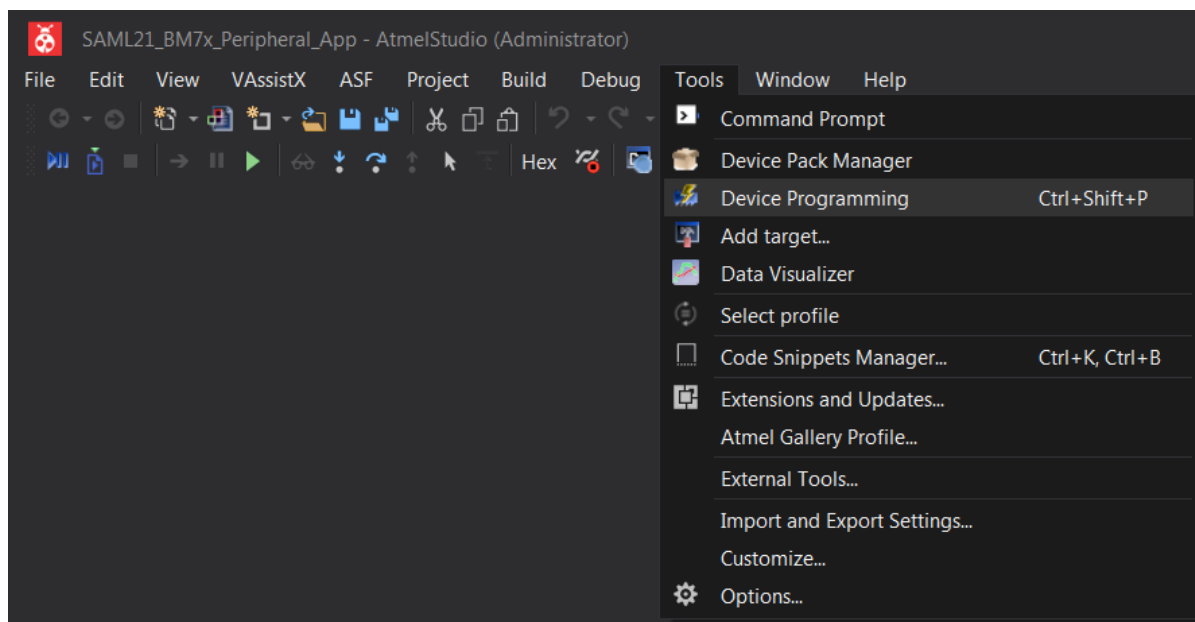 SAML21_BM7x_Peripheral_App - AtmelStudio (Administrator)
File Edit View VAssistX ASF Project Build Debug Tools Window Help
Hex
Command Prompt
Device Pack Manager
Device Programming Ctrl+Shift+P
Add target...
Data Visualizer
Select profile
Code Snippets Manager... Ctrl+K, Ctrl+B
Extensions and Updates...
Atmel Gallery Profile...
External Tools...
Import and Export Settings...
Customize...
Options...